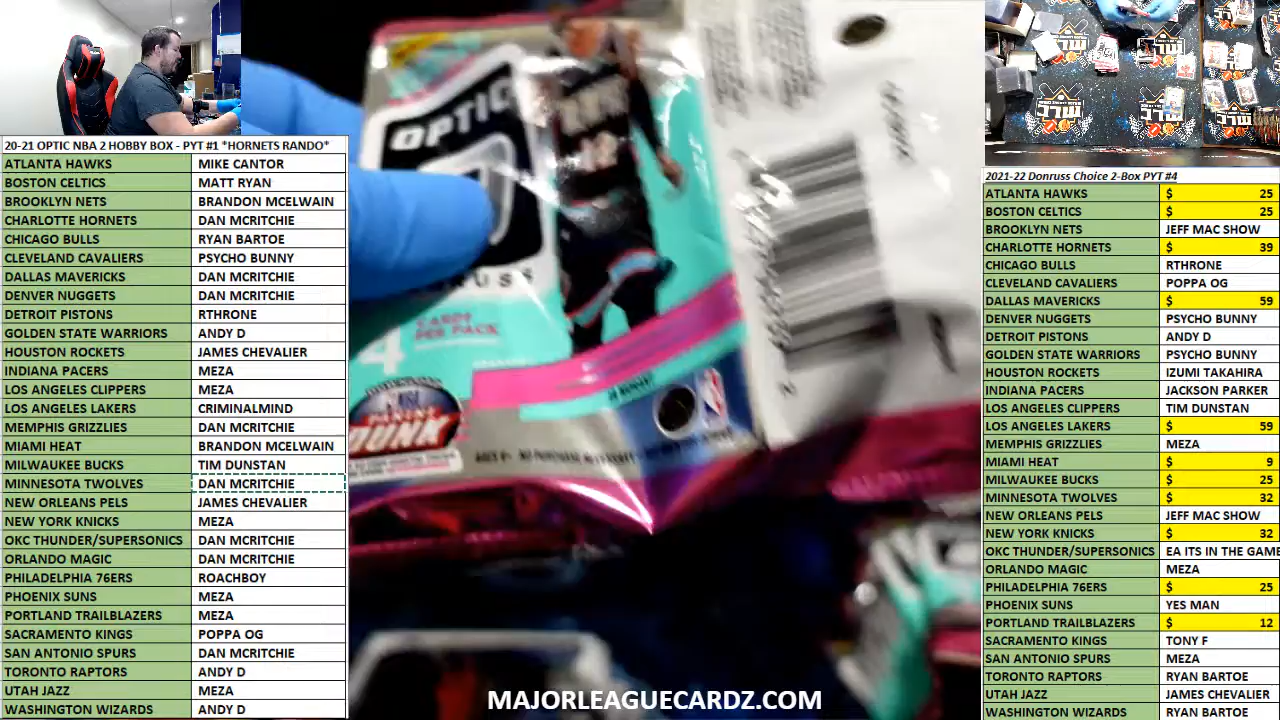 20-21 OPTIC NBA 2 HOBBY BOX - PYT #1 *HORNETS RANDO*
ATLANTA HAWKS MIKE CANTOR
BOSTON CELTICS MATT RYAN
BROOKLYN NETS BRANDON MCELWAIN
CHARLOTTE HORNETS DAN MCRITCHIE
CHICAGO BULLS RYAN BARTOE
CLEVELAND CAVALIERS PSYCHO BUNNY
DALLAS MAVERICKS DAN MCRITCHIE
DENVER NUGGETS DAN MCRITCHIE
DETROIT PISTONS RTHRONE
GOLDEN STATE WARRIORS ANDY D
HOUSTON ROCKETS JAMES CHEVALIER
INDIANA PACERS MEZA
LOS ANGELES CLIPPERS MEZA
LOS ANGELES LAKERS CRIMINALMIND
MEMPHIS GRIZZLIES DAN MCRITCHIE
MIAMI HEAT BRANDON MCELWAIN
MILWAUKEE BUCKS TIM DUNSTAN
MINNESOTA TWOLVES DAN MCRITCHIE
NEW ORLEANS PELS JAMES CHEVALIER
NEW YORK KNICKS MEZA
OKC THUNDER/SUPERSONICS DAN MCRITCHIE
ORLANDO MAGIC DAN MCRITCHIE
PHILADELPHIA 76ERS ROACHBOY
PHOENIX SUNS MEZA
PORTLAND TRAILBLAZERS MEZA
SACRAMENTO KINGS POPPA OG
SAN ANTONIO SPURS DAN MCRITCHIE
TORONTO RAPTORS ANDY D
UTAH JAZZ MEZA
WASHINGTON WIZARDS ANDY D
OPTIC
4 CARDS PER PACK
PANINI
DUNK
MAJORLEAGUECARDZ.COM
2021-22 Donruss Choice 2-Box PYT #4
ATLANTA HAWKS $ 25
BOSTON CELTICS $ 25
BROOKLYN NETS JEFF MAC SHOW
CHARLOTTE HORNETS $ 39
CHICAGO BULLS RTHRONE
CLEVELAND CAVALIERS POPPA OG
DALLAS MAVERICKS $ 59
DENVER NUGGETS PSYCHO BUNNY
DETROIT PISTONS ANDY D
GOLDEN STATE WARRIORS PSYCHO BUNNY
HOUSTON ROCKETS IZUMI TAKAHIRA
INDIANA PACERS JACKSON PARKER
LOS ANGELES CLIPPERS TIM DUNSTAN
LOS ANGELES LAKERS $ 59
MEMPHIS GRIZZLIES MEZA
MIAMI HEAT $ 9
MILWAUKEE BUCKS $ 25
MINNESOTA TWOLVES $ 32
NEW ORLEANS PELS JEFF MAC SHOW
NEW YORK KNICKS $ 32
OKC THUNDER/SUPERSONICS EA ITS IN THE GAME
ORLANDO MAGIC MEZA
PHILADELPHIA 76ERS $ 25
PHOENIX SUNS YES MAN
PORTLAND TRAILBLAZERS $ 12
SACRAMENTO KINGS TONY F
SAN ANTONIO SPURS MEZA
TORONTO RAPTORS RYAN BARTOE
UTAH JAZZ JAMES CHEVALIER
WASHINGTON WIZARDS RYAN BARTOE